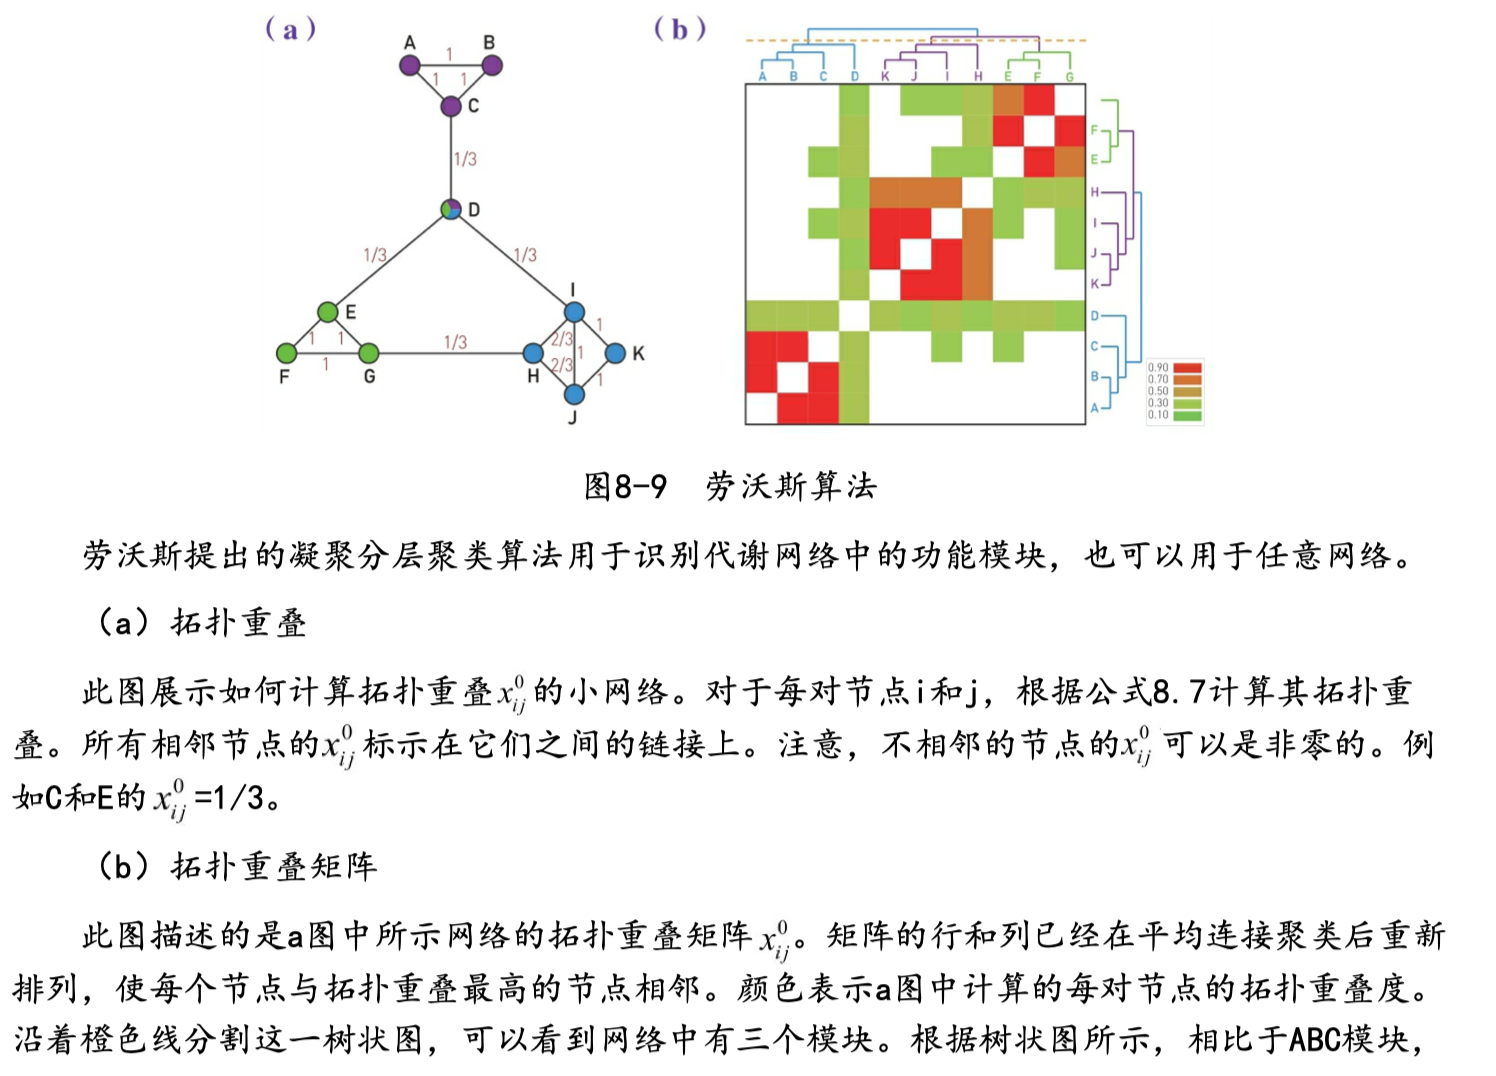 (a)
(b)
A
B
1
1
1
C
1/3
D
1/3
1/3
I
E
1
1
1
F
G
1/3
H
2/3
2/3
1
1
1
K
J
A B C D K J I H E F G
F
E
H
I
J
K
D
C
B
A
0.90
0.70
0.50
0.30
0.10
图8-9 劳沃斯算法
劳沃斯提出的凝聚分层聚类算法用于识别代谢网络中的功能模块，也可以用于任意网络。
（a）拓扑重叠
此图展示如何计算拓扑重叠x⁰ᵢⱼ的小网络。对于每对节点i和j，根据公式8.7计算其拓扑重
叠。所有相邻节点的x⁰ᵢⱼ标示在它们之间的链接上。注意，不相邻的节点的x⁰ᵢⱼ可以是非零的。例
如C和E的x⁰ᵢⱼ=1/3。
（b）拓扑重叠矩阵
此图描述的是a图中所示网络的拓扑重叠矩阵x⁰ᵢⱼ。矩阵的行和列已经在平均连接聚类后重新
排列，使每个节点与拓扑重叠最高的节点相邻。颜色表示a图中计算的每对节点的拓扑重叠度。
沿着橙色线分割这一树状图，可以看到网络中有三个模块。根据树状图所示，相比于ABC模块，